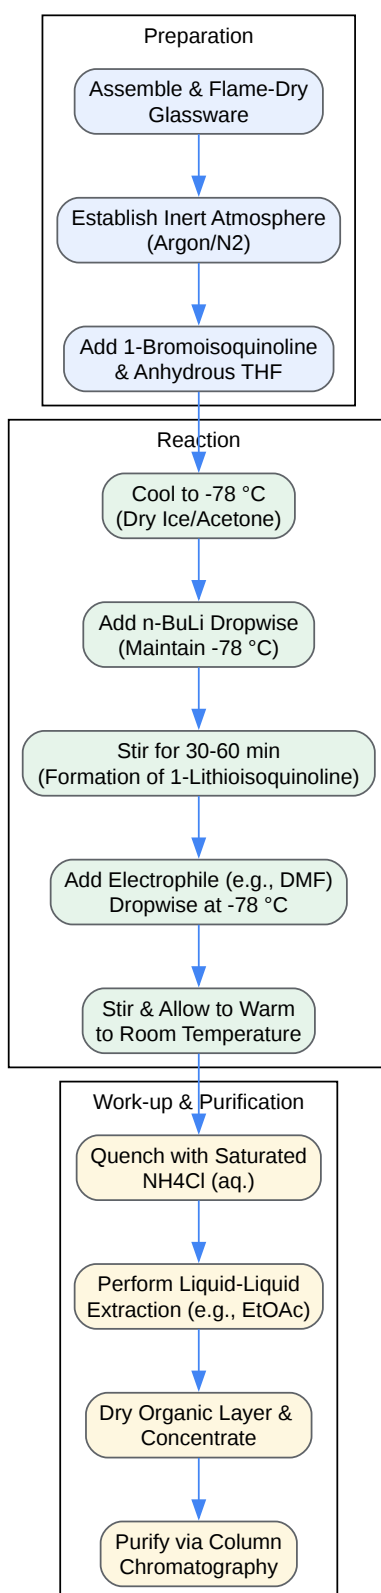 Preparation
Assemble & Flame-Dry
Glassware
Establish Inert Atmosphere
(Argon/N2)
Add 1-Bromoisoquinoline
& Anhydrous THF
Reaction
Cool to -78 °C
(Dry Ice/Acetone)
Add n-BuLi Dropwise
(Maintain -78 °C)
Stir for 30-60 min
(Formation of 1-Lithioisoquinoline)
Add Electrophile (e.g., DMF)
Dropwise at -78 °C
Stir & Allow to Warm
to Room Temperature
Work-up & Purification
Quench with Saturated
NH4Cl (aq.)
Perform Liquid-Liquid
Extraction (e.g., EtOAc)
Dry Organic Layer &
Concentrate
Purify via Column
Chromatography